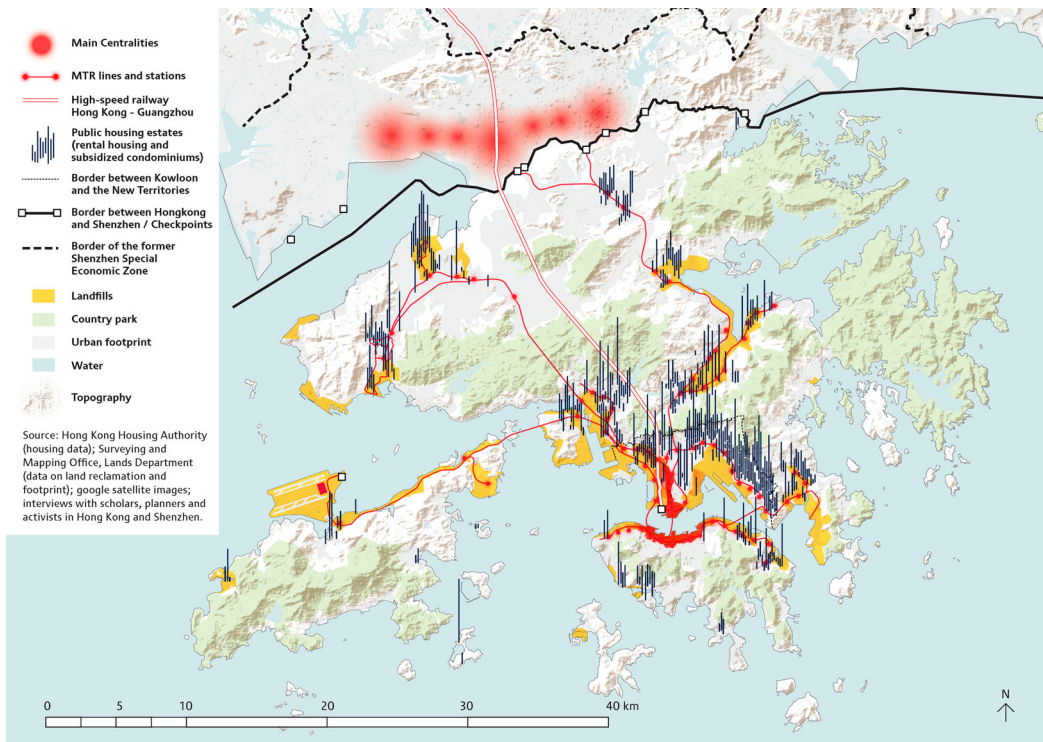 Main Centralities
MTR lines and stations
High-speed railway
Hong Kong - Guangzhou
Public housing estates
(rental housing and
subsidized condominiums)
Border between Kowloon
and the New Territories
Border between Hongkong
and Shenzhen / Checkpoints
Border of the former
Shenzhen Special
Economic Zone
Landfills
Country park
Urban footprint
Water
Topography
Source: Hong Kong Housing Authority
(housing data); Surveying and
Mapping Office, Lands Department
(data on land reclamation and
footprint); google satellite images;
interviews with scholars, planners and
activists in Hong Kong and Shenzhen.
N
0 5 10 20 30 40 km